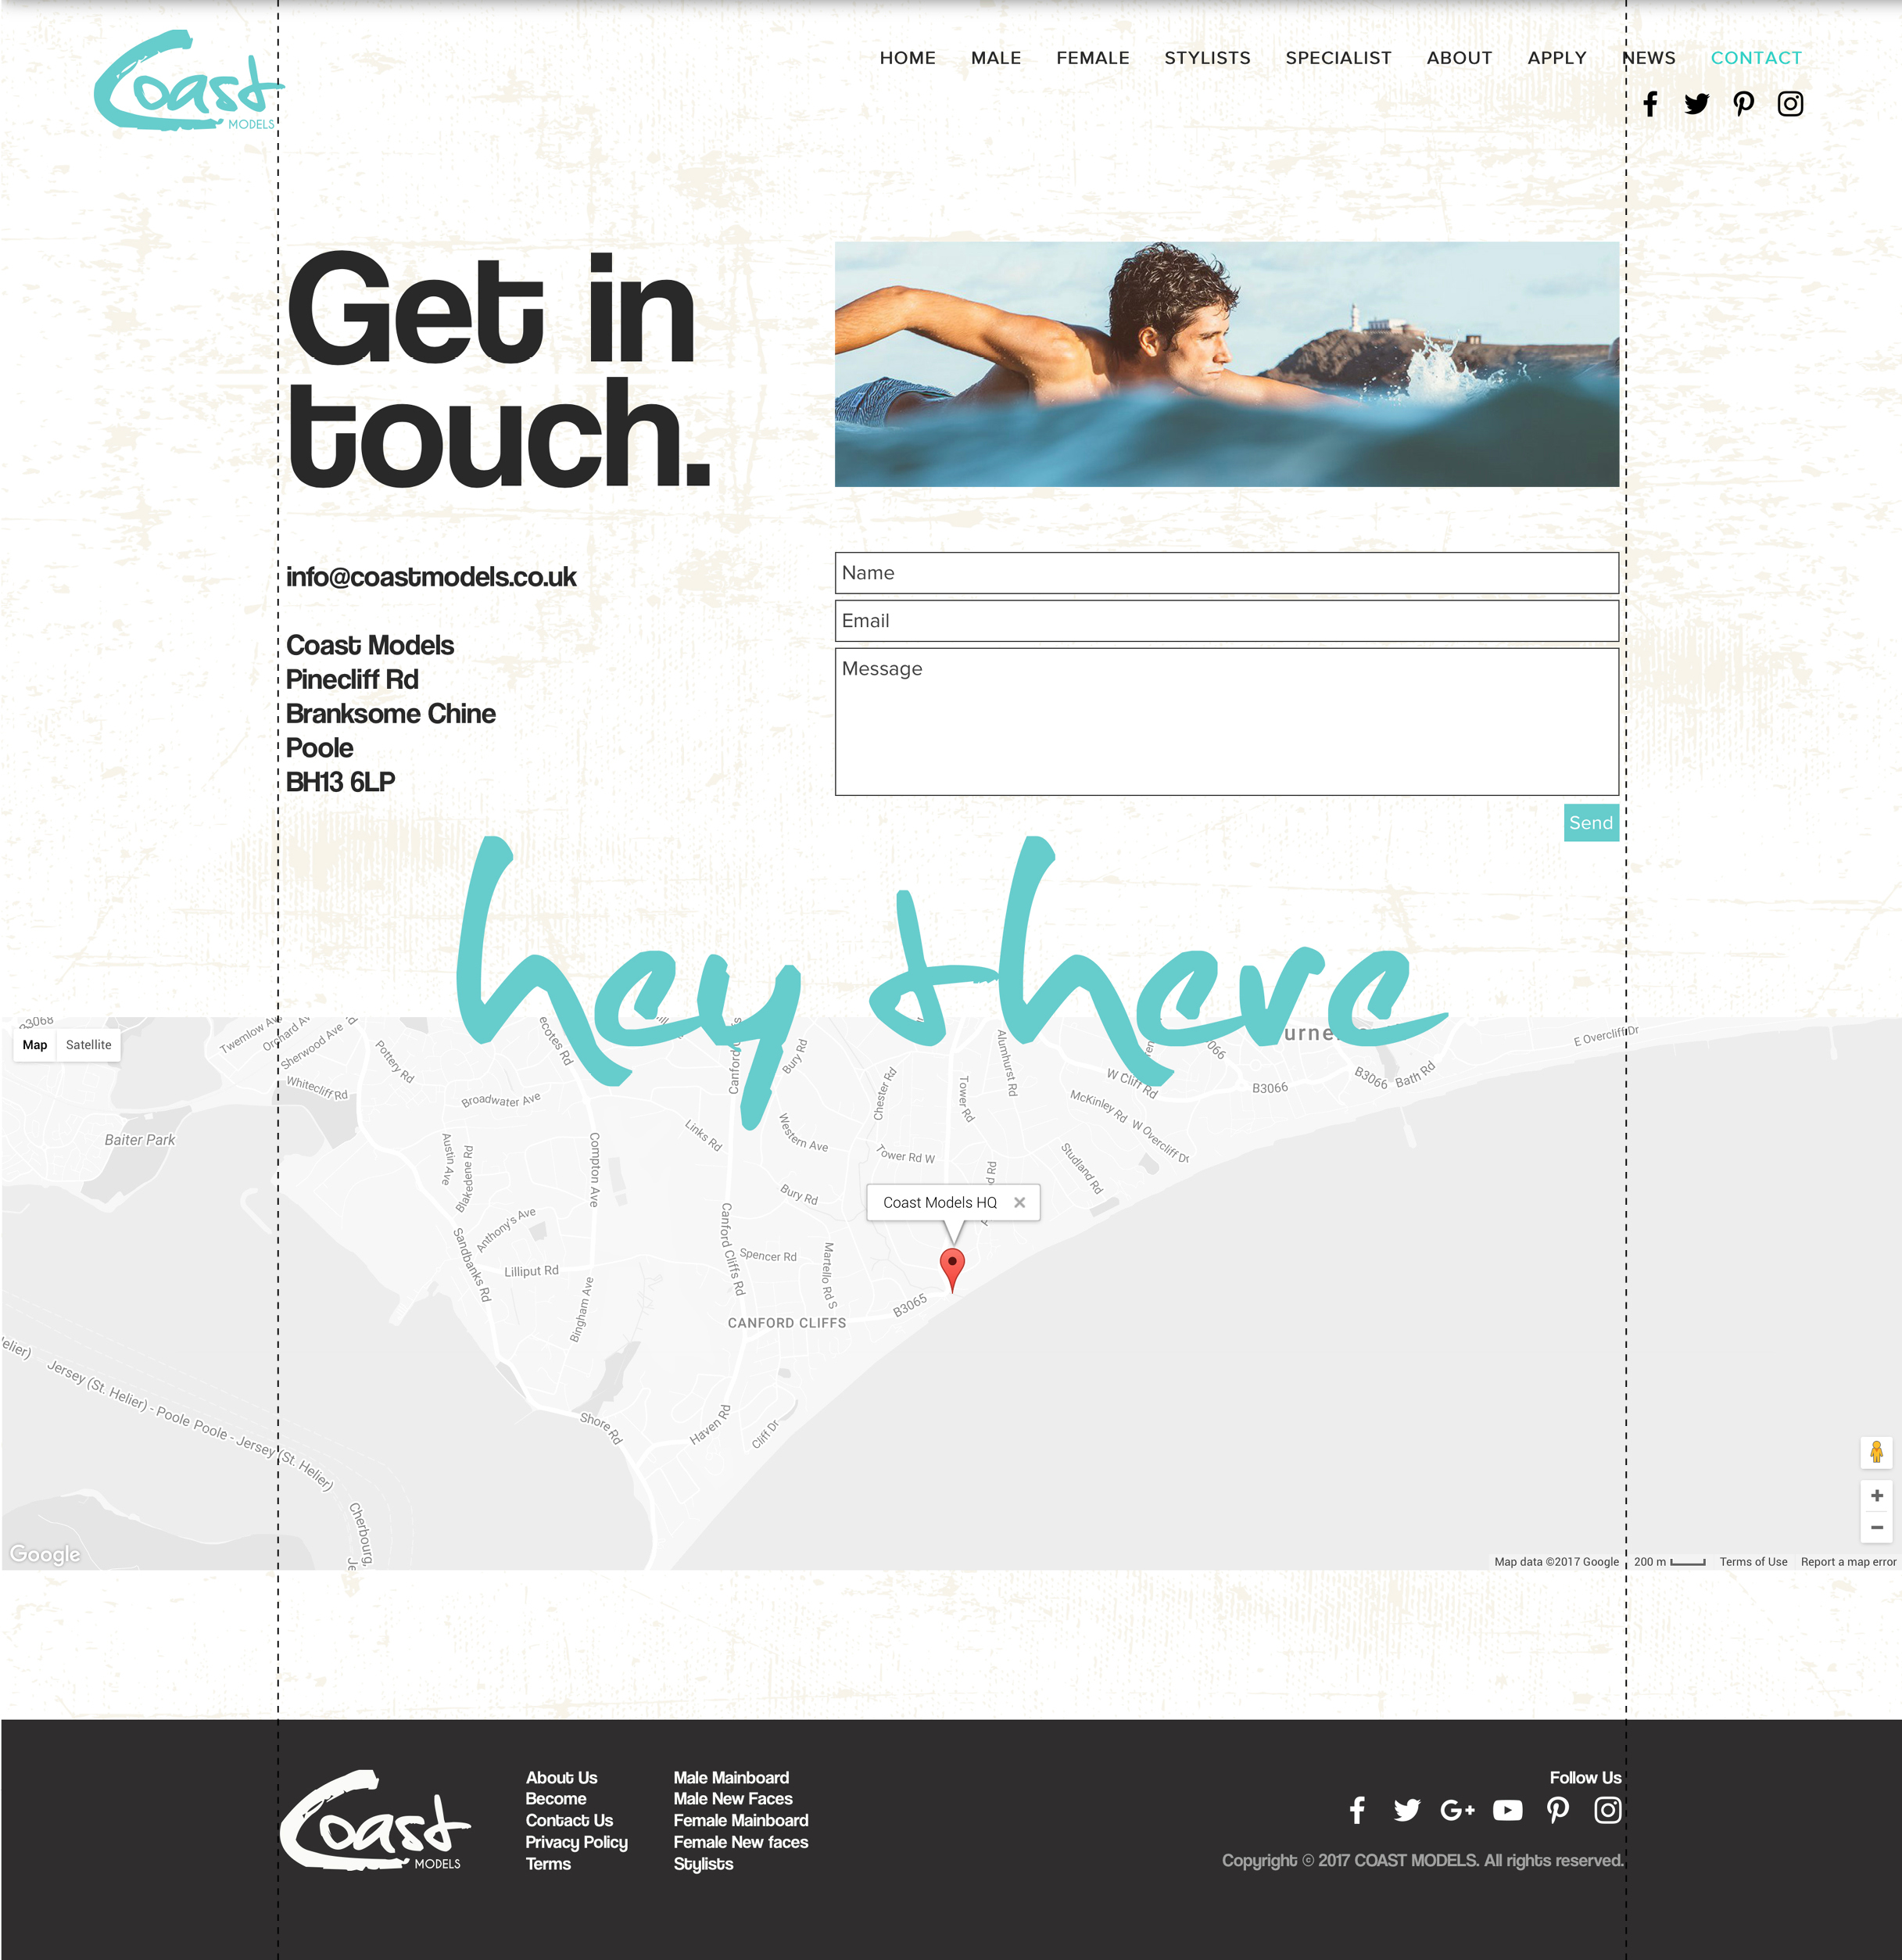 Coast
MODELS
HOME MALE FEMALE STYLISTS SPECIALIST ABOUT APPLY NEWS CONTACT
Get in
touch.
info@coastmodels.co.uk
Coast Models
Pinecliff Rd
Branksome Chine
Poole
BH13 6LP
Name
Email
Message
Send
hey there
B3068
Map Satellite
Twemlow Ave
Orchard Av
Sherwood Ave
Pottery Rd
Whitecliff Rd
Baiter Park
Broadwater Ave
Austin Ave
Blakedene Rd
Compton Ave
Links Rd
Bury Rd
Western Ave
Chester Rd
Tower Rd
Alumhurst Rd
W Cliff Rd
McKinley Rd
W Overcliff Dr
Studland Rd
Tower Rd W
B3066
B3066
Bath Rd
E Overcliff Dr
Bury Rd
Coast Models HQ
Anthony's Ave
Sandbanks Rd
Lilliput Rd
Bingham Ave
Canford Cliffs Rd
Spencer Rd
Martello Rd S
CANFORD CLIFFS
B3065
Jersey (St. Helier) - Poole Poole - Jersey (St. Helier)
Shore Rd
Haven Rd
Cliff Dr
Cherbourg,
Google
Map data ©2017 Google 200 m Terms of Use Report a map error
Coast
MODELS
About Us
Become
Contact Us
Privacy Policy
Terms
Male Mainboard
Male New Faces
Female Mainboard
Female New faces
Stylists
Follow Us
G+
Copyright © 2017 COAST MODELS. All rights reserved.